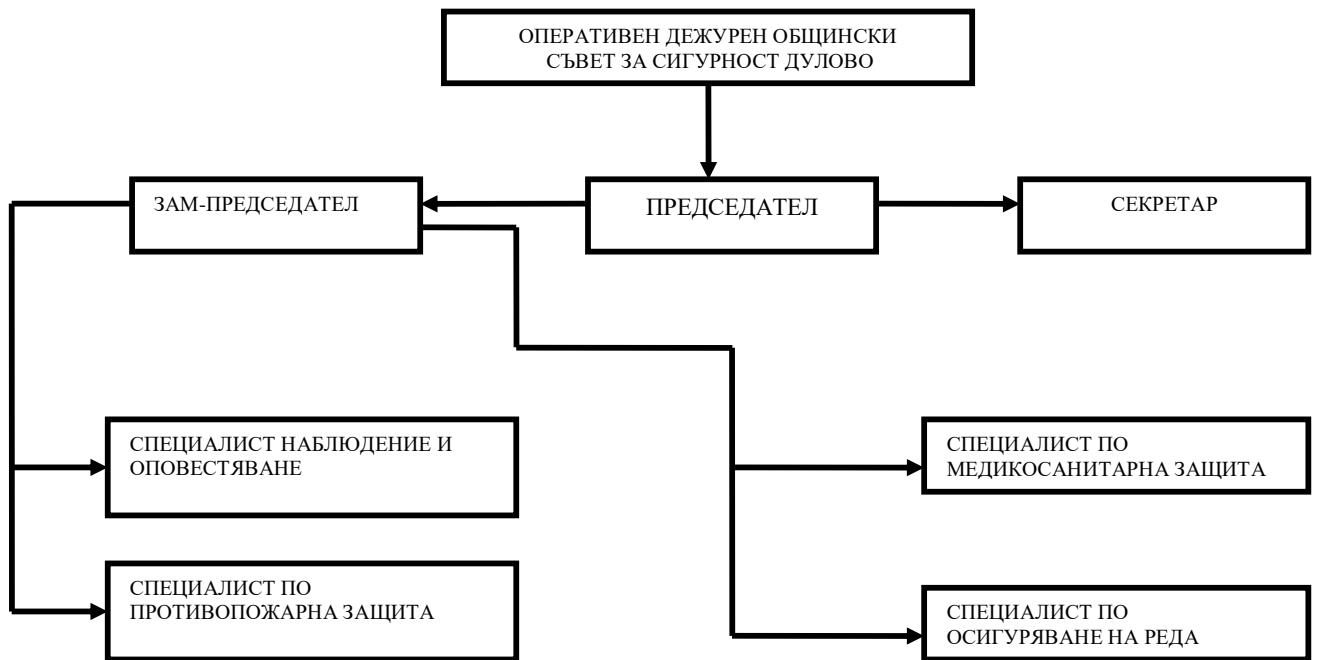 ОПЕРАТИВЕН ДЕЖУРЕН ОБЩИНСКИ
СЪВЕТ ЗА СИГУРНОСТ ДУЛОВО
ЗАМ-ПРЕДСЕДАТЕЛ
ПРЕДСЕДАТЕЛ
СЕКРЕТАР
СПЕЦИАЛИСТ НАБЛЮДЕНИЕ И
ОПОВЕСТЯВАНЕ
СПЕЦИАЛИСТ ПО
МЕДИКОСАНИТАРНА ЗАЩИТА
СПЕЦИАЛИСТ ПО
ПРОТИВОПОЖАРНА ЗАЩИТА
СПЕЦИАЛИСТ ПО
ОСИГУРЯВАНЕ НА РЕДА